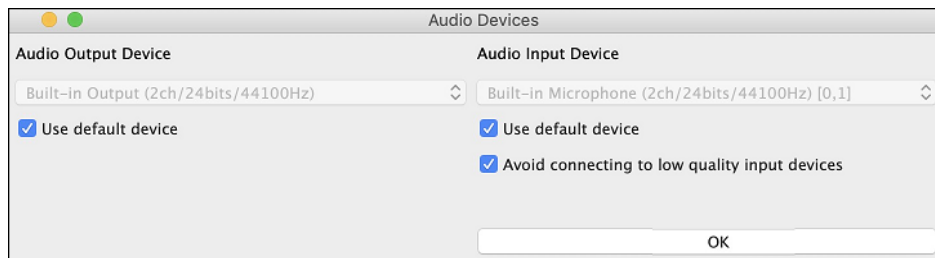 Audio Devices
Audio Output Device
Built-in Output (2ch/24bits/44100Hz)
Use default device
Audio Input Device
Built-in Microphone (2ch/24bits/44100Hz) [0,1]
Use default device
Avoid connecting to low quality input devices
OK